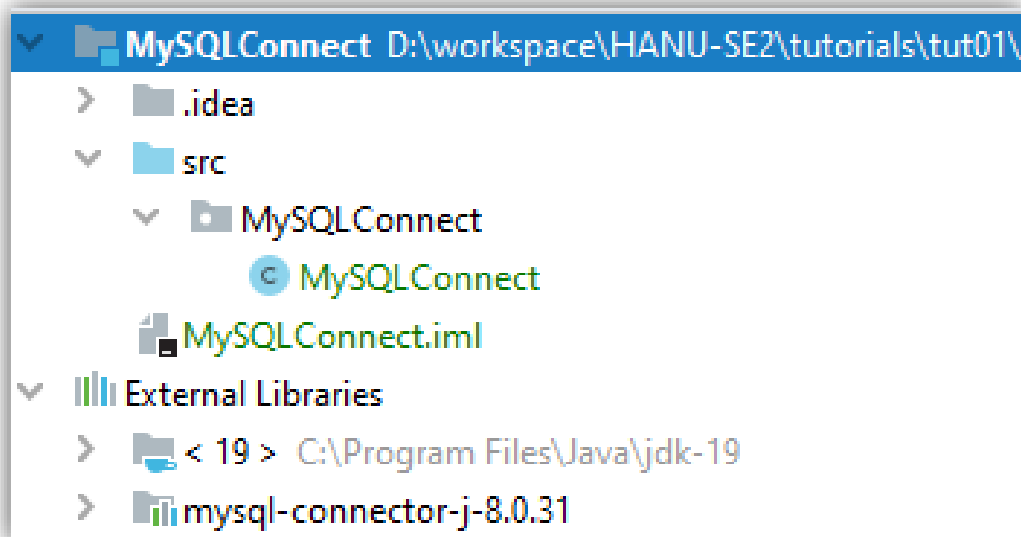 MySQLConnect D:\workspace\HANU-SE2\tutorials\tut01\
.idea
src
MySQLConnect
C MySQLConnect
MySQLConnect.iml
External Libraries
< 19 > C:\Program Files\Java\jdk-19
mysql-connector-j-8.0.31